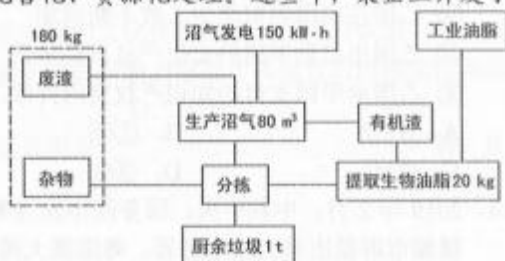 沼气发电150 kW·h
工业油脂
180 kg
废渣
生产沼气80 m³
有机渣
杂物
分拣
提取生物油脂20 kg
厨余垃圾1t